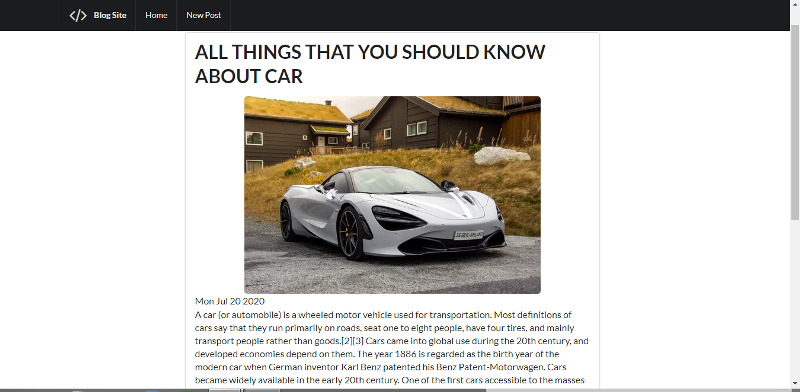 Blog Site Home New Post
ALL THINGS THAT YOU SHOULD KNOW
ABOUT CAR
Mon Jul 20 2020
A car (or automobile) is a wheeled motor vehicle used for transportation. Most definitions of
cars say that they run primarily on roads, seat one to eight people, have four tires, and mainly
transport people rather than goods.[2][3] Cars came into global use during the 20th century, and
developed economies depend on them. The year 1886 is regarded as the birth year of the
modern car when German inventor Karl Benz patented his Benz Patent-Motorwagen. Cars
became widely available in the early 20th century. One of the first cars accessible to the masses